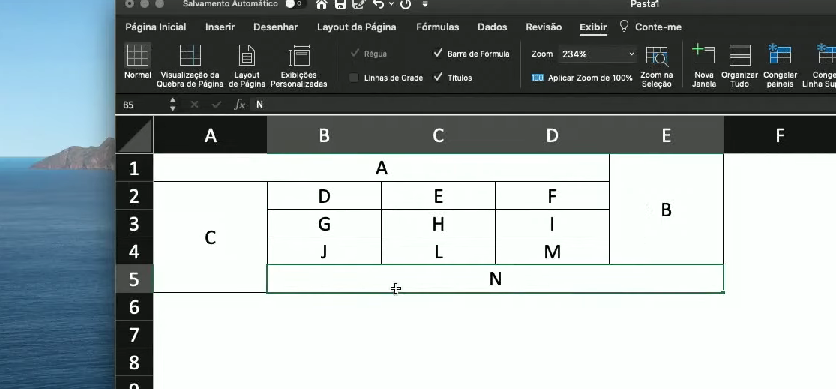 Salvamento Automático
Pasta1
Página Inicial Inserir Desenhar Layout da Página Fórmulas Dados Revisão Exibir Conte-me
Normal
Visualização da Quebra de Página
Layout de Página
Exibições Personalizadas
Régua
Barra de Fórmula
Linhas de Grade
Títulos
Zoom 234%
100 Aplicar Zoom de 100%
Zoom na Seleção
Nova Janela
Organizar Tudo
Congelar painéis
Linha
B5 fx N
A B C D E F
1 A
2 D E F
B
3 G H I
C
4 J L M
5 N
6
7
8